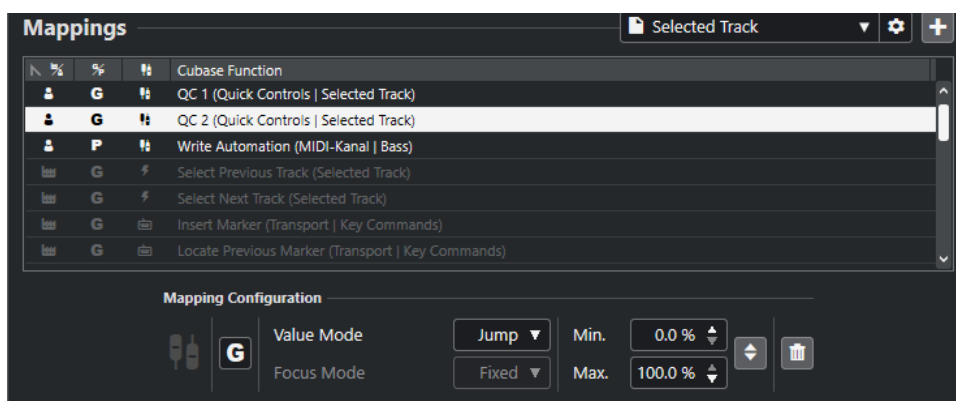 Mappings Selected Track
Cubase Function
G QC 1 (Quick Controls | Selected Track)
G QC 2 (Quick Controls | Selected Track)
P Write Automation (MIDI-Kanal | Bass)
G Select Previous Track (Selected Track)
G Select Next Track (Selected Track)
G Insert Marker (Transport | Key Commands)
G Locate Previous Marker (Transport | Key Commands)
Mapping Configuration
G Value Mode Jump Min. 0.0 %
Focus Mode Fixed Max. 100.0 %